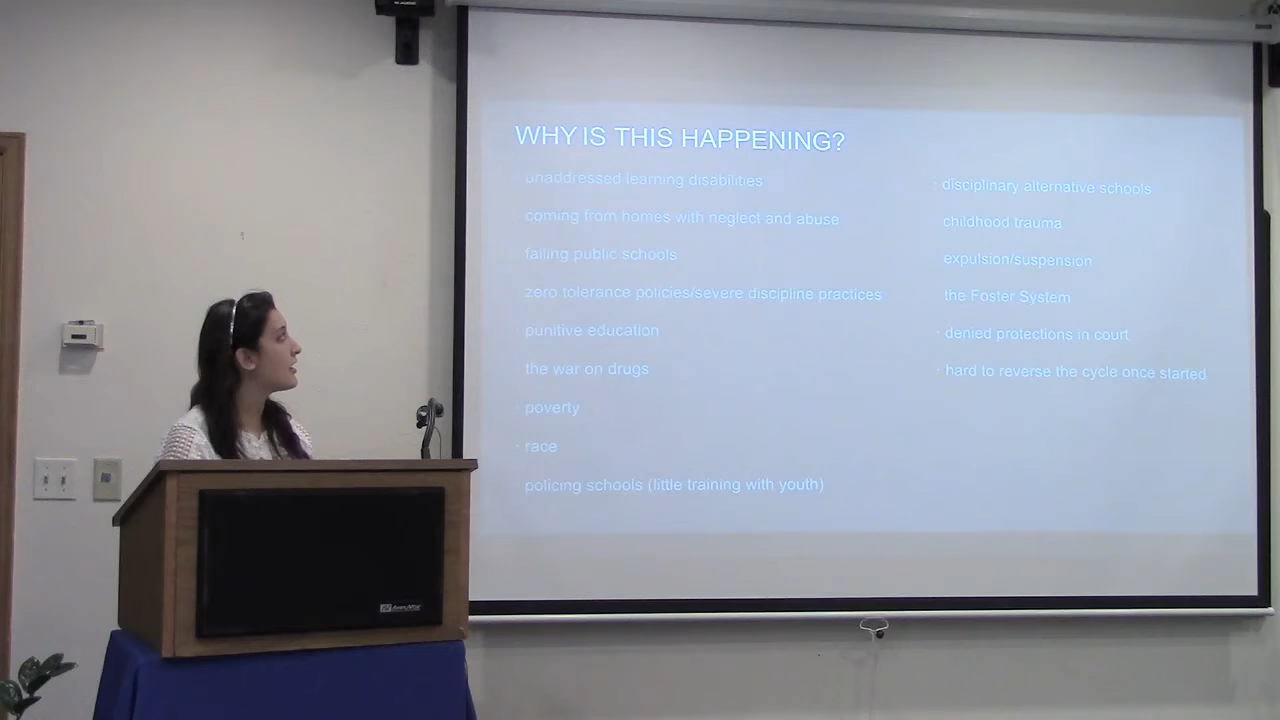 WHY IS THIS HAPPENING?
unaddressed learning disabilities
coming from homes with neglect and abuse
failing public schools
zero tolerance policies/severe discipline practices
punitive education
the war on drugs
poverty
race
policing schools (little training with youth)
disciplinary alternative schools
childhood trauma
expulsion/suspension
the Foster System
denied protections in court
hard to reverse the cycle once started